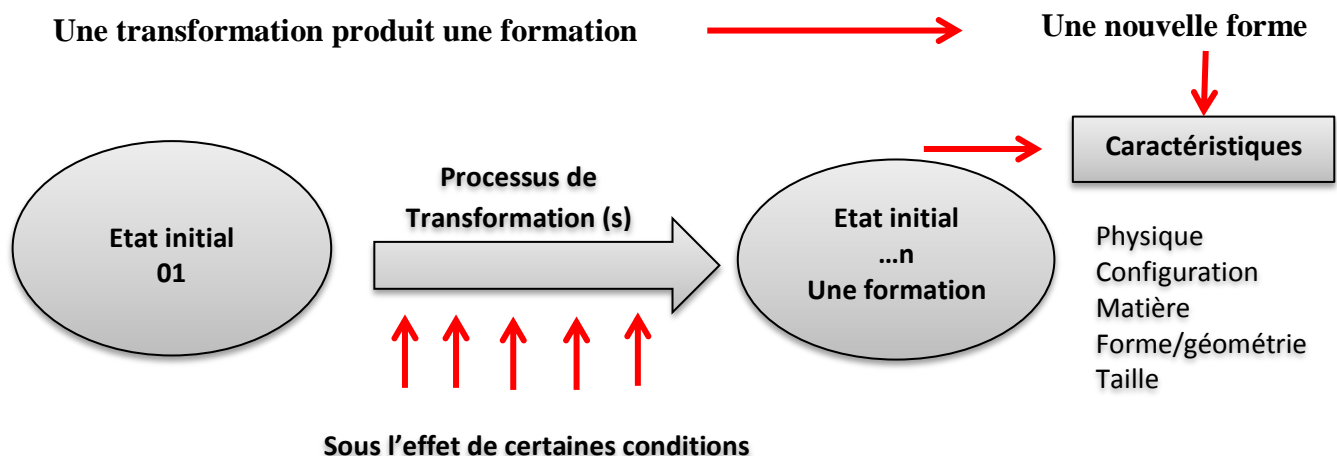 Une transformation produit une formation
Une nouvelle forme
Caractéristiques
Processus de
Transformation (s)
Etat initial
01
Etat initial
...n
Une formation
Physique
Configuration
Matière
Forme/géométrie
Taille
Sous l'effet de certaines conditions